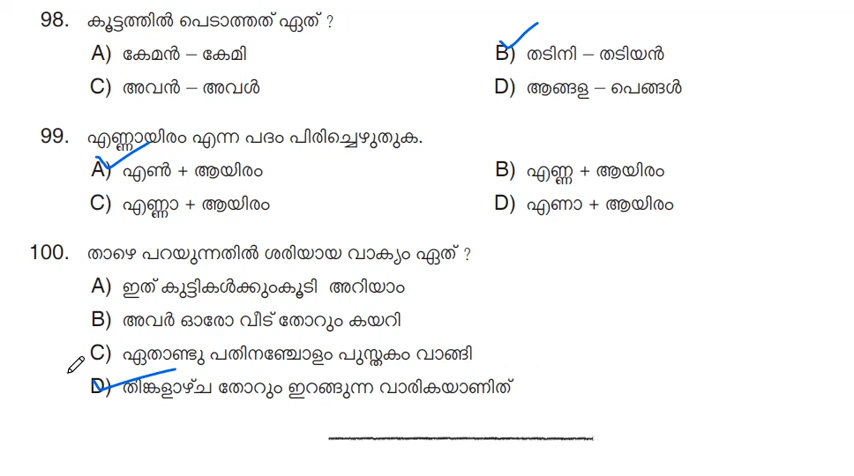 98. കൂട്ടത്തിൽ പെടാത്തത് ഏത് ?
A) കേമൻ – കേമി B) തടിനി – തടിയൻ
C) അവൻ – അവൾ D) ആങ്ങള – പെങ്ങൾ
99. എണ്ണായിരം എന്ന പദം പിരിച്ചെഴുതുക.
A) എൺ + ആയിരം B) എണ്ണ + ആയിരം
C) എണ്ണാ + ആയിരം D) എണാ + ആയിരം
100. താഴെ പറയുന്നതിൽ ശരിയായ വാക്യം ഏത് ?
A) ഇത് കുട്ടികൾക്കുംകൂടി അറിയാം
B) അവർ ഓരോ വീട് തോറും കയറി
C) ഏതാണ്ടു പതിനഞ്ചോളം പുസ്തകം വാങ്ങി
D) തിങ്കളാഴ്ച തോറും ഇറങ്ങുന്ന വാരികയാണിത്